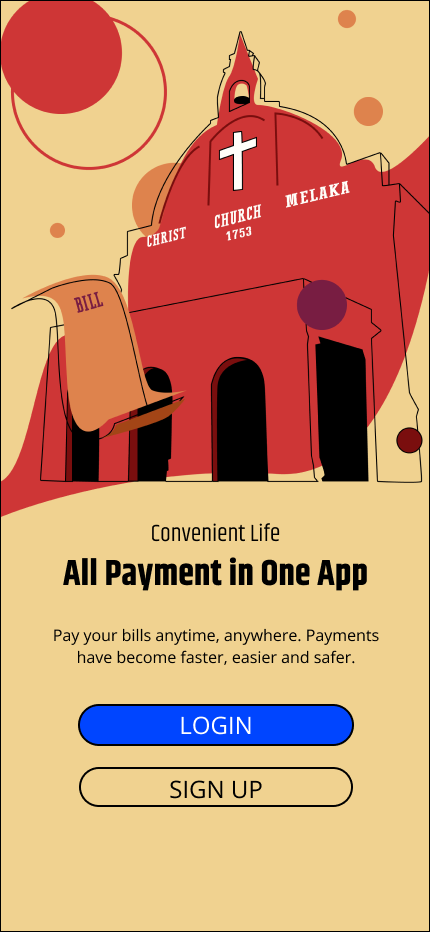 CHRIST CHURCH MELAKA
1753
BILL
Convenient Life
All Payment in One App
Pay your bills anytime, anywhere. Payments
have become faster, easier and safer.
LOGIN
SIGN UP